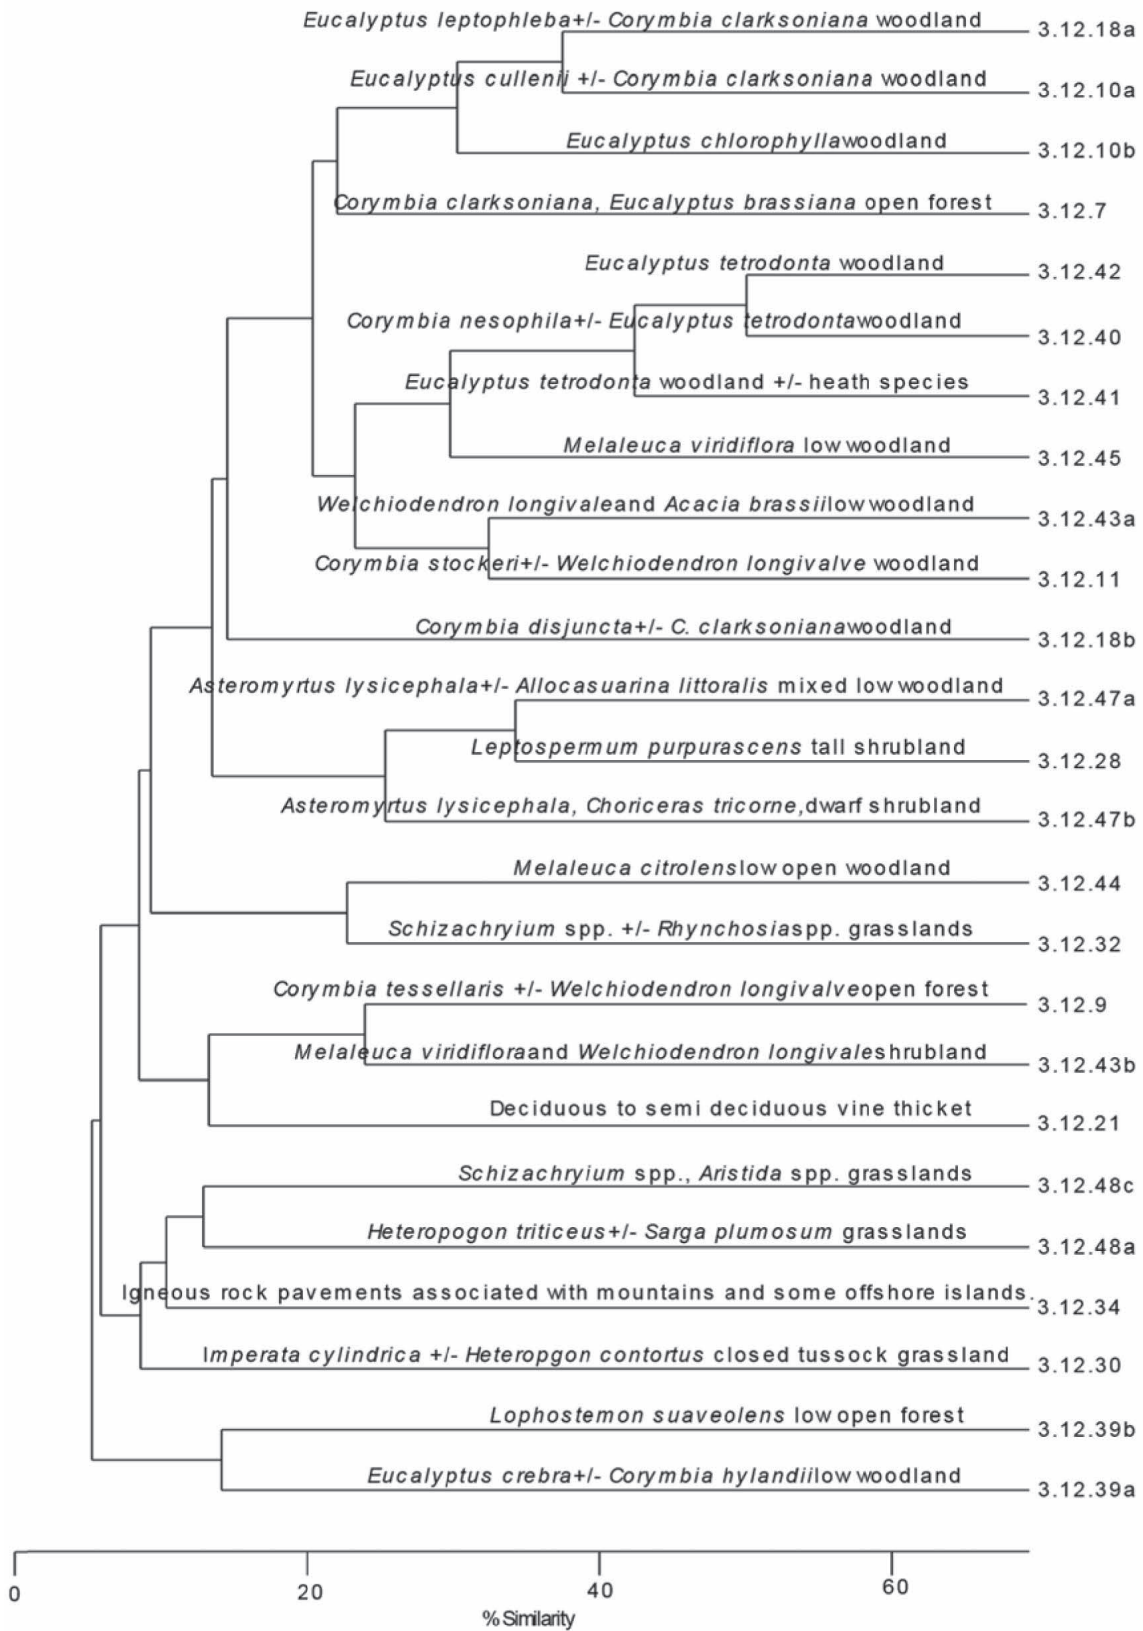 Eucalyptus leptophleba+/- Corymbia clarksoniana woodland 3.12.18a
Eucalyptus cullenii +/- Corymbia clarksoniana woodland 3.12.10a
Eucalyptus chlorophyllawoodland 3.12.10b
Corymbia clarksoniana, Eucalyptus brassiana open forest 3.12.7
Eucalyptus tetrodonta woodland 3.12.42
Corymbia nesophila+/- Eucalyptus tetrodontawoodland 3.12.40
Eucalyptus tetrodonta woodland +/- heath species 3.12.41
Melaleuca viridiflora low woodland 3.12.45
Welchiodendron longivaleand Acacia brassiilow woodland 3.12.43a
Corymbia stockeri+/- Welchiodendron longivalve woodland 3.12.11
Corymbia disjuncta+/- C. clarksonianawoodland 3.12.18b
Asteromyrtus lysicephala+/- Allocasuarina littoralis mixed low woodland 3.12.47a
Leptospermum purpurascens tall shrubland 3.12.28
Asteromyrtus lysicephala, Choriceras tricorne,dwarf shrubland 3.12.47b
Melaleuca citrolenslow open woodland 3.12.44
Schizachryium spp. +/- Rhynchosiaspp. grasslands 3.12.32
Corymbia tessellaris +/- Welchiodendron longivalveopen forest 3.12.9
Melaleuca viridifloraand Welchiodendron longivaleshrubland 3.12.43b
Deciduous to semi deciduous vine thicket 3.12.21
Schizachryium spp., Aristida spp. grasslands 3.12.48c
Heteropogon triticeus+/- Sarga plumosum grasslands 3.12.48a
Igneous rock pavements associated with mountains and some offshore islands. 3.12.34
Imperata cylindrica +/- Heteropgon contortus closed tussock grassland 3.12.30
Lophostemon suaveolens low open forest 3.12.39b
Eucalyptus crebra+/- Corymbia hylandiilow woodland 3.12.39a
0 20 40 60
% Similarity